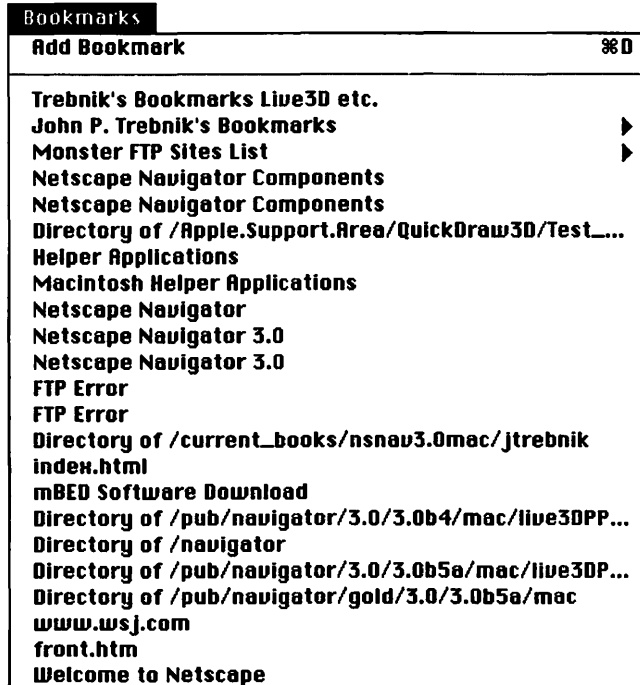 Bookmarks
Add Bookmark ⌘D
Trebnik's Bookmarks Live3D etc.
John P. Trebnik's Bookmarks
Monster FTP Sites List
Netscape Navigator Components
Netscape Navigator Components
Directory of /Apple.Support.Area/QuickDraw3D/Test_...
Helper Applications
Macintosh Helper Applications
Netscape Navigator
Netscape Navigator 3.0
Netscape Navigator 3.0
FTP Error
FTP Error
Directory of /current_books/nsnav3.0mac/jtrebnik
index.html
mBED Software Download
Directory of /pub/navigator/3.0/3.0b4/mac/live3DPP...
Directory of /navigator
Directory of /pub/navigator/3.0/3.0b5a/mac/live3DP...
Directory of /pub/navigator/gold/3.0/3.0b5a/mac
www.wsj.com
front.htm
Welcome to Netscape